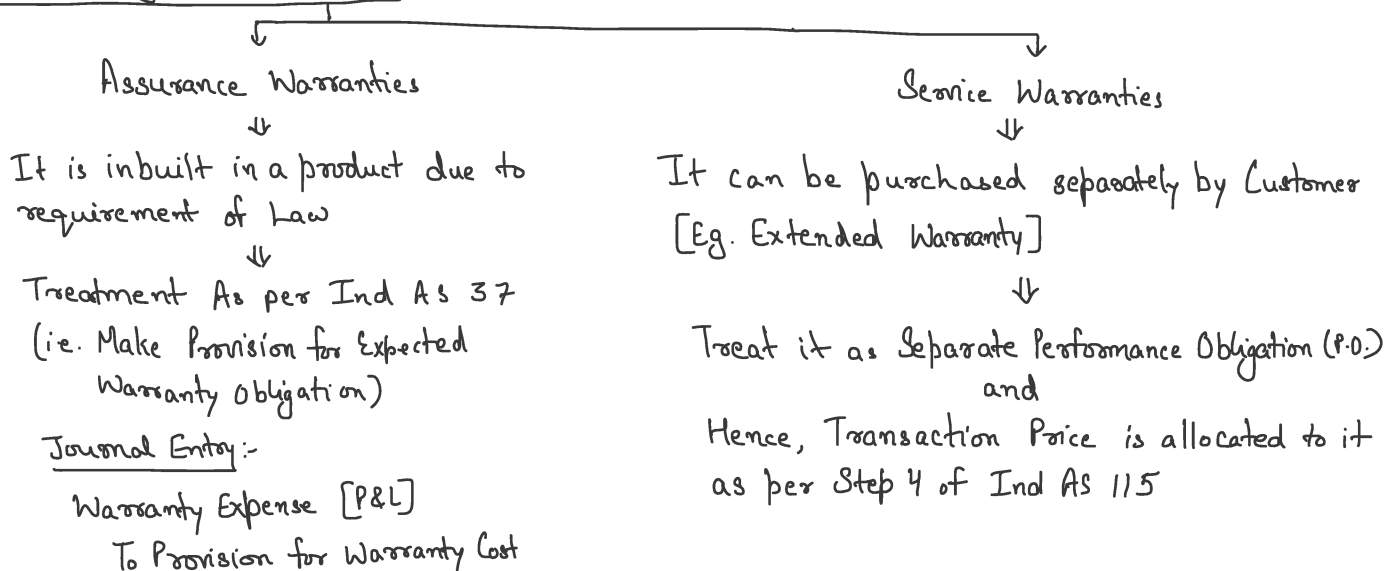 Assurance Warranties
⇓
It is inbuilt in a product due to
requirement of Law
⇓
Treatment As per Ind AS 37
(i.e. Make Provision for Expected
Warranty Obligation)
Journal Entry :-
Warranty Expense [P&L]
To Provision for Warranty Cost
Service Warranties
⇓
It can be purchased separately by Customer
[Eg. Extended Warranty]
⇓
Treat it as Separate Performance Obligation (P.O.)
and
Hence, Transaction Price is allocated to it
as per Step 4 of Ind AS 115